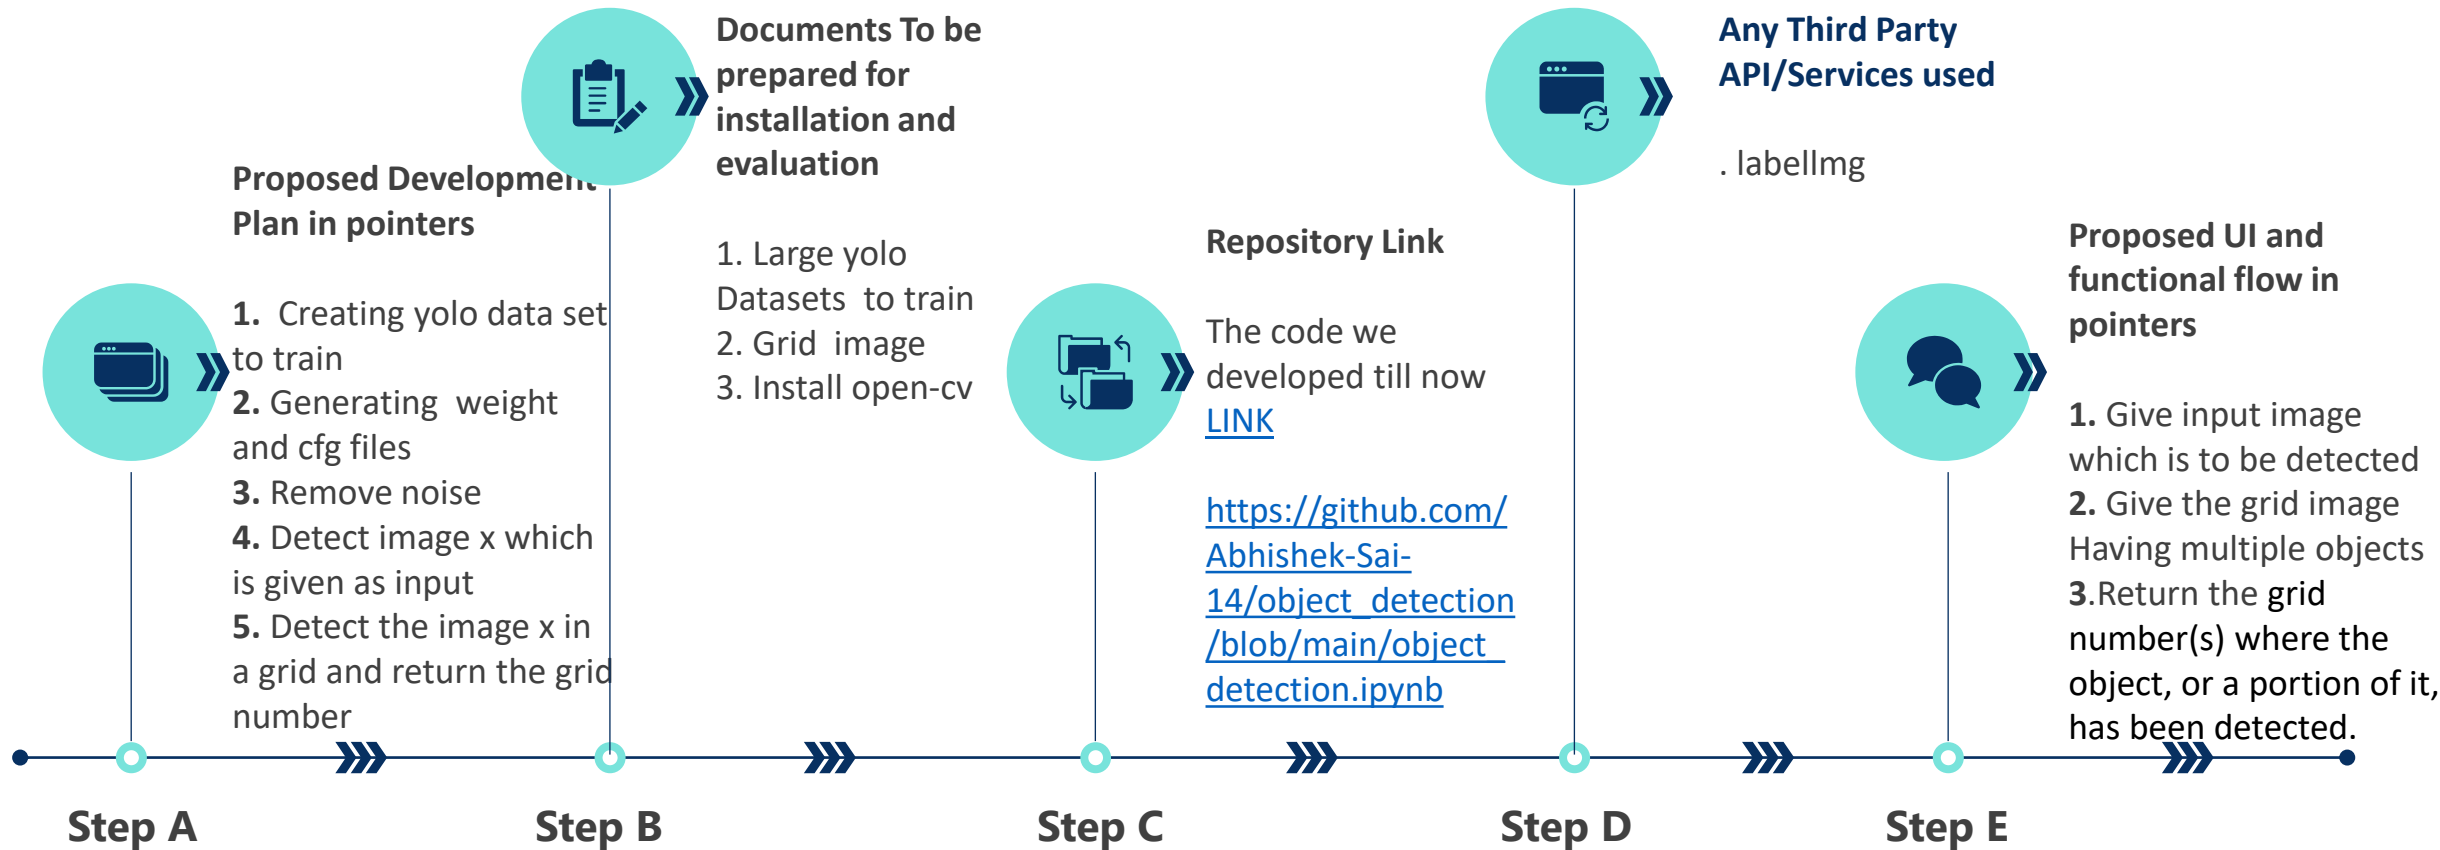 Proposed Development
Plan in pointers
1. Creating yolo data set
to train
2. Generating weight
and cfg files
3. Remove noise
4. Detect image x which
is given as input
5. Detect the image x in
a grid and return the grid
number
Step A
Documents To be
prepared for
installation and
evaluation
1. Large yolo
Datasets to train
2. Grid image
3. Install open-cv
Step B
Repository Link
The code we
developed till now
LINK
https://github.com/
Abhishek-Sai-
14/object_detection
/blob/main/object_
detection.ipynb
Step C
Any Third Party
API/Services used
. labelImg
Step D
Proposed UI and
functional flow in
pointers
1. Give input image
which is to be detected
2. Give the grid image
Having multiple objects
3.Return the grid
number(s) where the
object, or a portion of it,
has been detected.
Step E